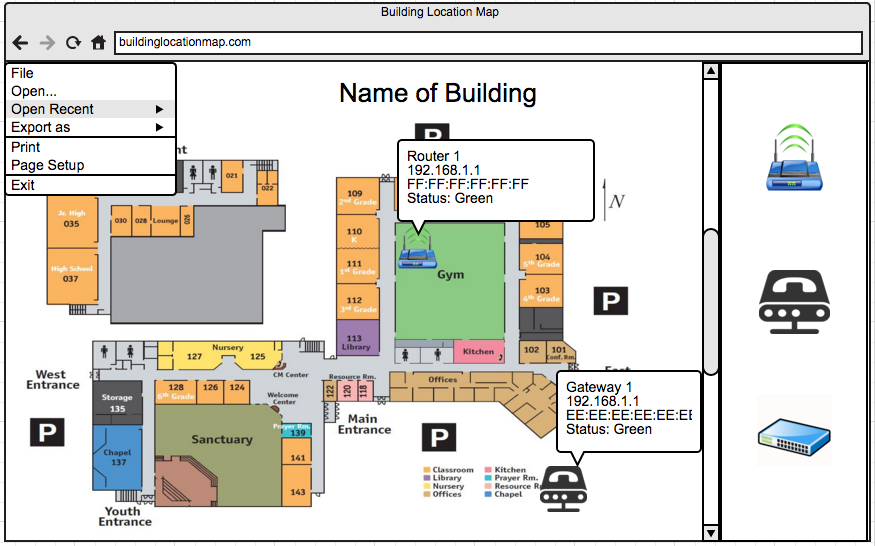 Building Location Map
buildinglocationmap.com
File
Open...
Open Recent
Export as
Print
Page Setup
Exit
Name of Building
nt
P
Router 1
192.168.1.1
FF:FF:FF:FF:FF:FF
Status: Green
N
021
022
Jr. High
035
030
028
Lounge
026
High School
037
109
2nd Grade
110
K
111
1st Grade
112
3rd Grade
113
Library
Gym
105
104
5th Grade
103
4th Grade
P
Kitchen
102
101
Conf. Rm.
East
Nursery
127
125
CM Center
West
Entrance
Storage
135
128
6th Grade
126
124
Welcome
Center
Resource Rm.
122
120
118
Offices
Main
Entrance
P
P
Chapel
137
Sanctuary
Prayer Rm.
139
141
143
Youth
Entrance
Gateway 1
192.168.1.1
EE:EE:EE:EE:EE:EE
Status: Green
Classroom
Library
Nursery
Offices
Kitchen
Prayer Rm.
Resource R
Chapel